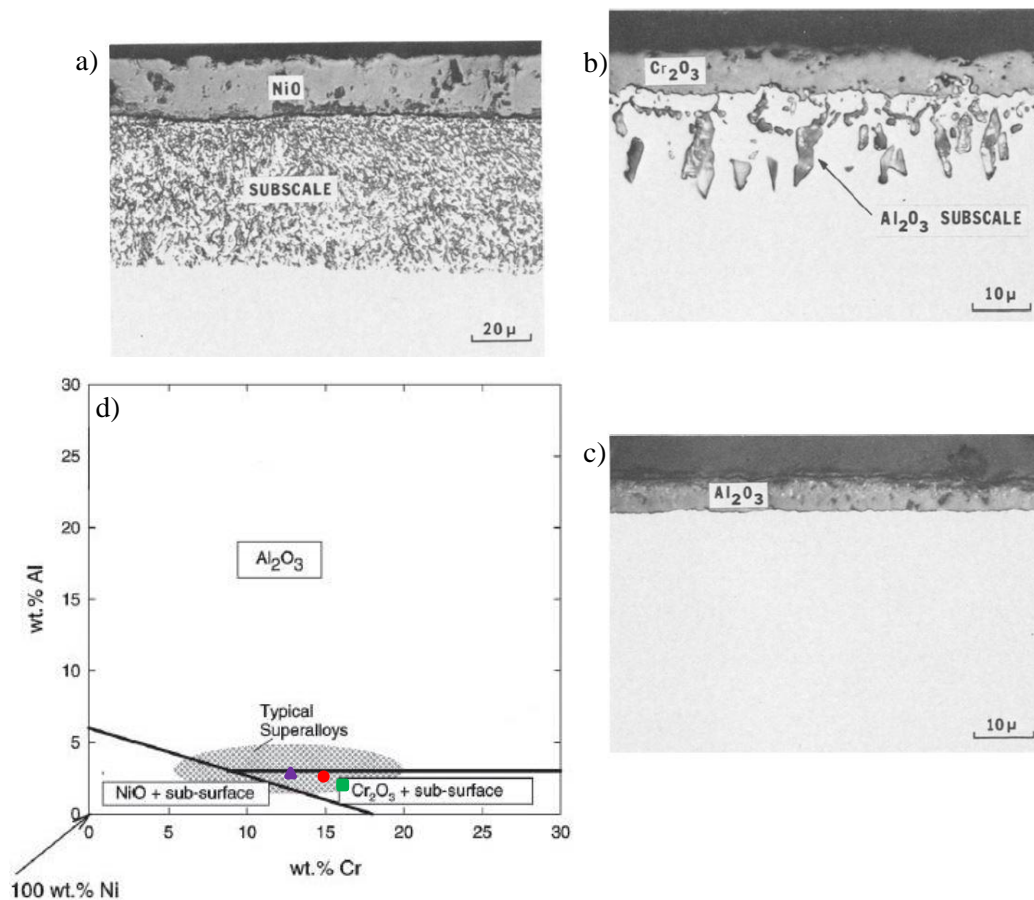 a)
NiO
SUBSCALE
20 μ
b)
Cr₂O₃
Al₂O₃
SUBSCALE
10 μ
c)
Al₂O₃
10 μ
d)
30
25
20
15
10
5
0
wt.% Al
Al₂O₃
Typical
Superalloys
NiO + sub-surface
Cr₂O₃ + sub-surface
0 5 10 15 20 25 30
wt.% Cr
100 wt.% Ni